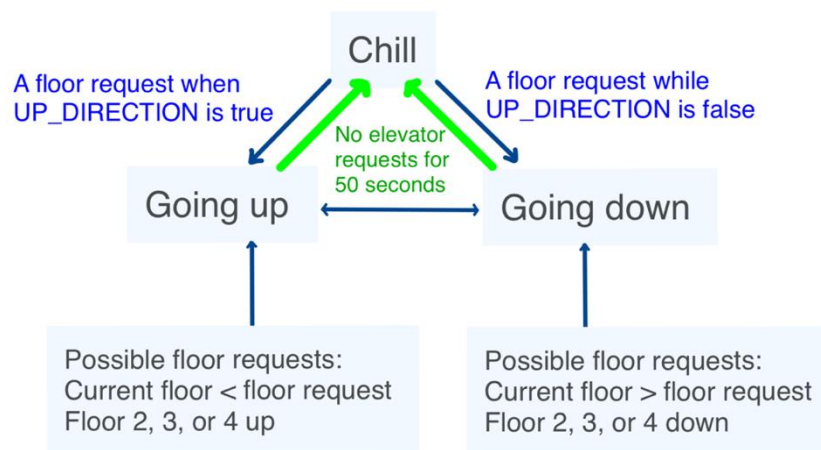 Chill
A floor request when
UP_DIRECTION is true
A floor request while
UP_DIRECTION is false
No elevator
requests for
50 seconds
Going up
Going down
Possible floor requests:
Current floor < floor request
Floor 2, 3, or 4 up
Possible floor requests:
Current floor > floor request
Floor 2, 3, or 4 down